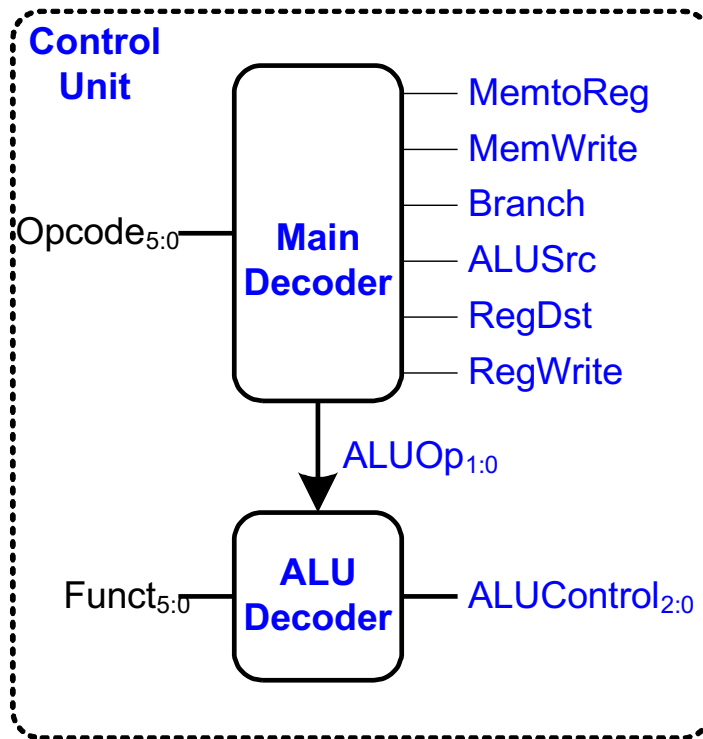 Control
Unit
MemtoReg
MemWrite
Branch
Opcode5:0
Main
Decoder
ALUSrc
RegDst
RegWrite
ALUOp1:0
Funct5:0
ALU
Decoder
ALUControl2:0